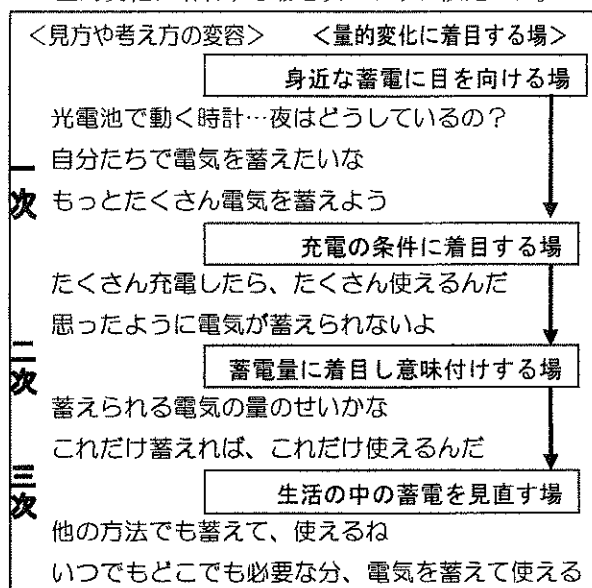 <見方や考え方の変容> <量的変化に着目する場>
身近な蓄電に目を向ける場
光電池で動く時計…夜はどうしているの?
自分たちで電気を蓄えたいな
一次
もっとたくさん電気を蓄えよう
充電の条件に着目する場
たくさん充電したら、たくさん使えるんだ
思ったように電気が蓄えられないよ
二次
蓄電量に着目し意味付けする場
蓄えられる電気の量のせいかな
これだけ蓄えれば、これだけ使えるんだ
三次
生活の中の蓄電を見直す場
他の方法でも蓄えて、使えるね
いつでもどこでも必要な分、電気を蓄えて使える